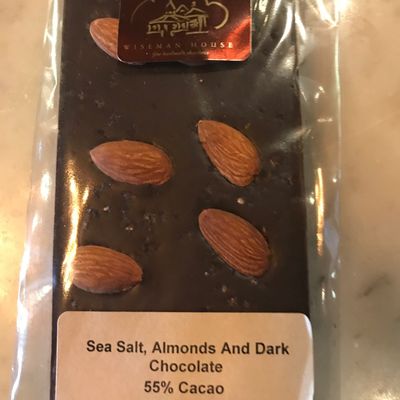 WISEMAN HOUSE
Sea Salt, Almonds And Dark
Chocolate
55% Cacao